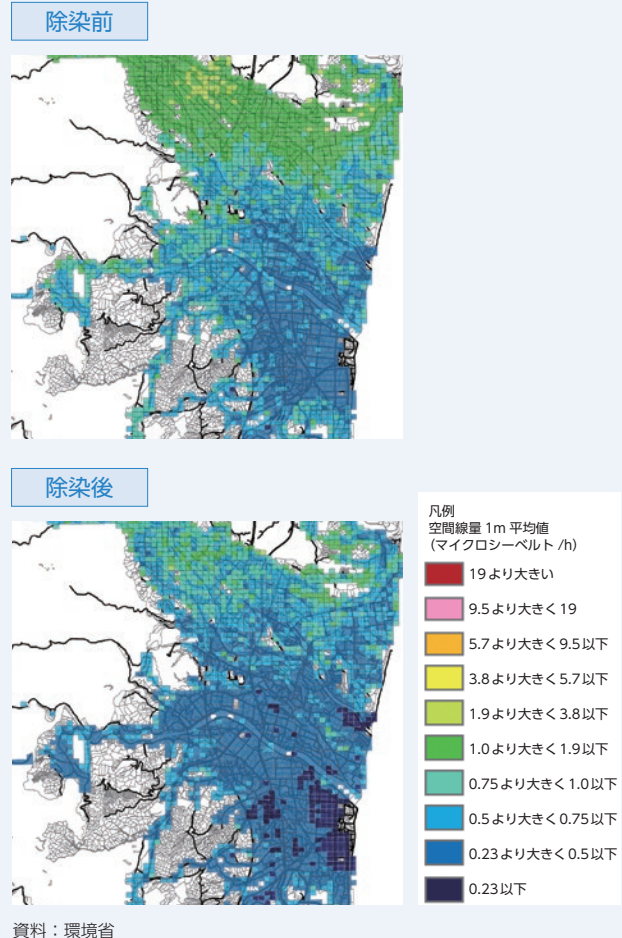 除染前
除染後
凡例
空間線量 1m 平均値
(マイクロシーベルト /h)
19より大きい
9.5より大きく19
5.7より大きく9.5以下
3.8より大きく5.7以下
1.9より大きく3.8以下
1.0より大きく1.9以下
0.75より大きく1.0以下
0.5より大きく0.75以下
0.23より大きく0.5以下
0.23以下
資料：環境省